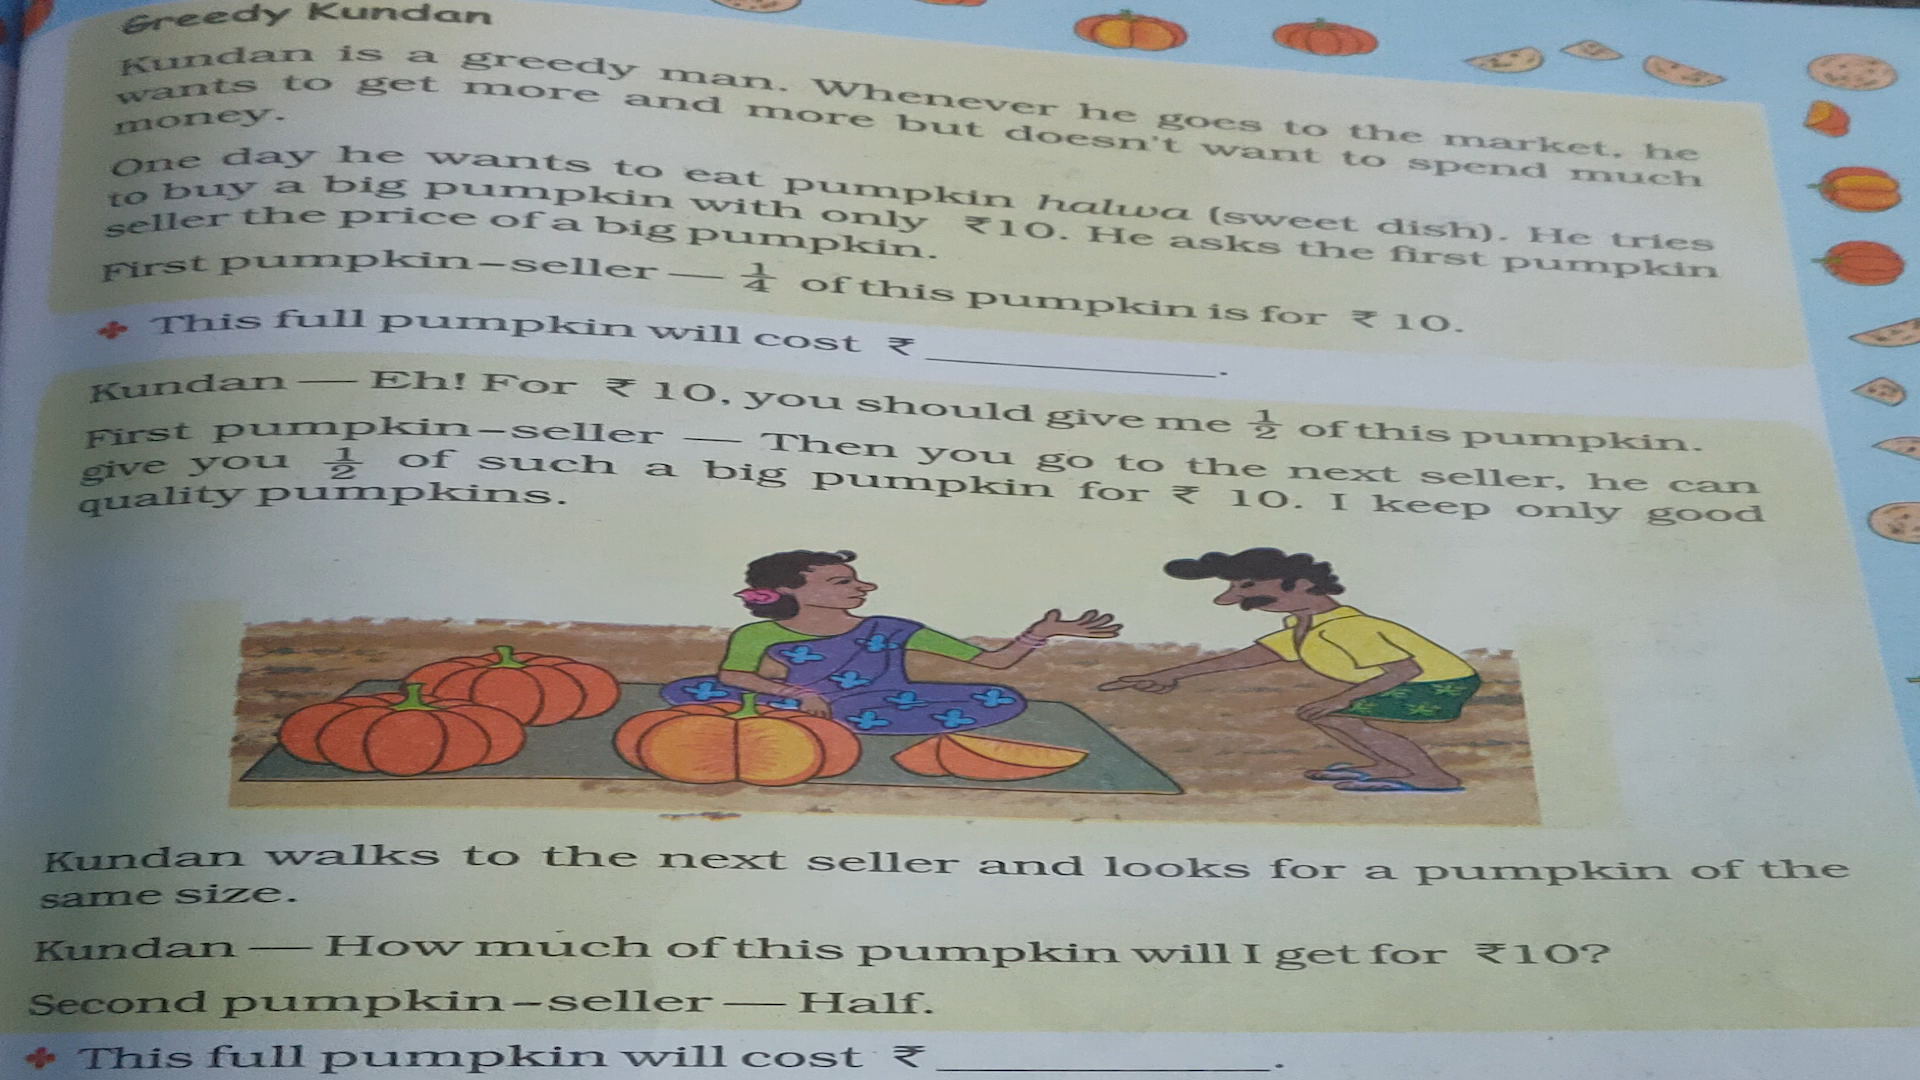 Greedy Kundan
Kundan is a greedy man. Whenever he goes to the market, he
wants to get more and more but doesn't want to spend much
money.
One day he wants to eat pumpkin halwa (sweet dish). He tries
to buy a big pumpkin with only ₹10. He asks the first pumpkin
seller the price of a big pumpkin.
First pumpkin–seller — 1/4 of this pumpkin is for ₹ 10.
✤ This full pumpkin will cost ₹ ____________.
Kundan — Eh! For ₹ 10, you should give me 1/2 of this pumpkin.
First pumpkin–seller — Then you go to the next seller, he can
give you 1/2 of such a big pumpkin for ₹ 10. I keep only good
quality pumpkins.
Kundan walks to the next seller and looks for a pumpkin of the
same size.
Kundan — How much of this pumpkin will I get for ₹10?
Second pumpkin–seller — Half.
✤ This full pumpkin will cost ₹ ____________.